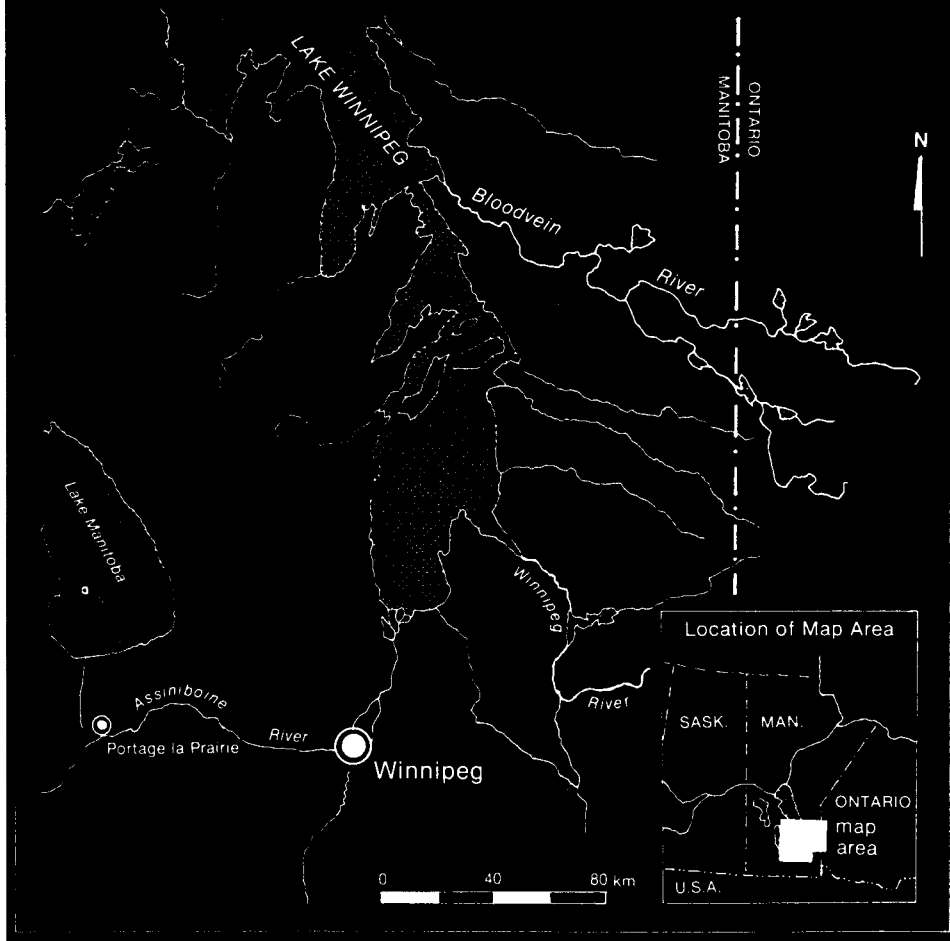 LAKE WINNIPEG
ONTARIO
MANITOBA
N
Bloodvein
River
Lake Manitoba
Winnipeg
River
Assiniboine
River
Portage la Prairie
Winnipeg
0 40 80 km
Location of Map Area
SASK. MAN.
ONTARIO
map
area
U.S.A.